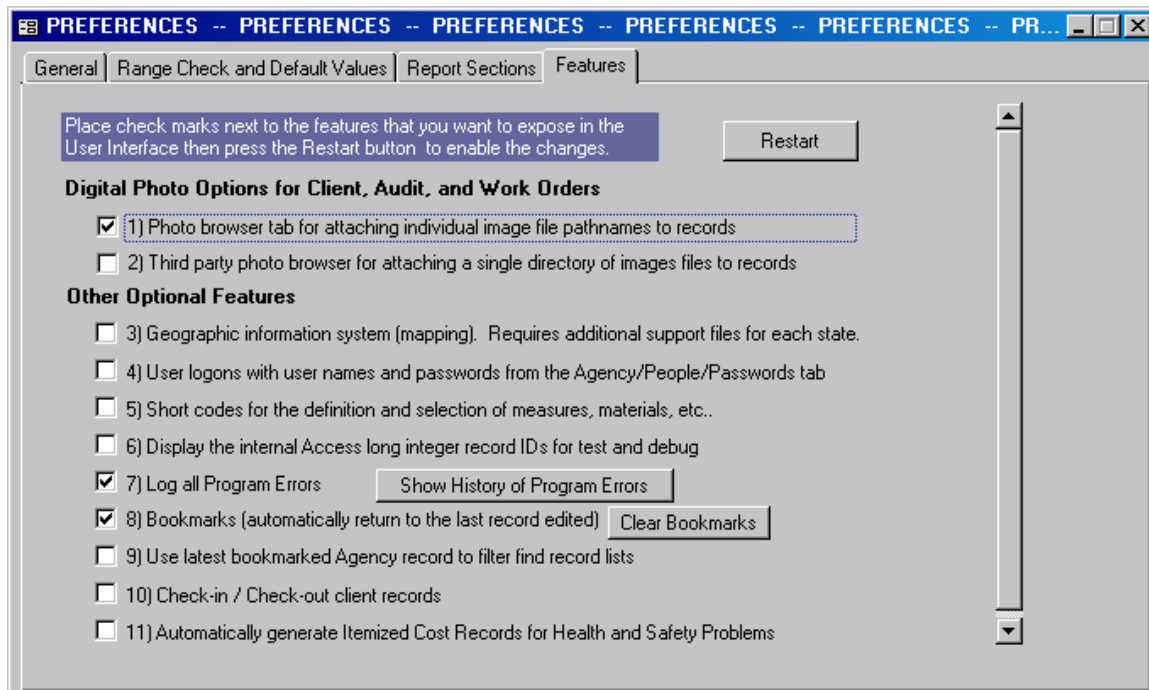 PREFERENCES -- PREFERENCES -- PREFERENCES -- PREFERENCES -- PREFERENCES -- PR...
General Range Check and Default Values Report Sections Features
Place check marks next to the features that you want to expose in the
User Interface then press the Restart button to enable the changes.
Restart
Digital Photo Options for Client, Audit, and Work Orders
1) Photo browser tab for attaching individual image file pathnames to records
2) Third party photo browser for attaching a single directory of images files to records
Other Optional Features
3) Geographic information system (mapping). Requires additional support files for each state.
4) User logons with user names and passwords from the Agency/People/Passwords tab
5) Short codes for the definition and selection of measures, materials, etc..
6) Display the internal Access long integer record IDs for test and debug
7) Log all Program Errors Show History of Program Errors
8) Bookmarks (automatically return to the last record edited) Clear Bookmarks
9) Use latest bookmarked Agency record to filter find record lists
10) Check-in / Check-out client records
11) Automatically generate Itemized Cost Records for Health and Safety Problems